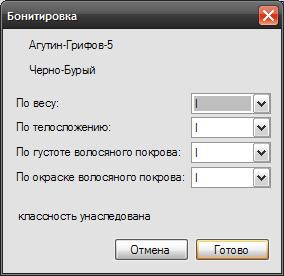 Бонитировка
Агутин-Грифов-5
Черно-Бурый
По весу: I
По телосложению: I
По густоте волосяного покрова: I
По окраске волосяного покрова: I
классность унаследована
Отмена Готово